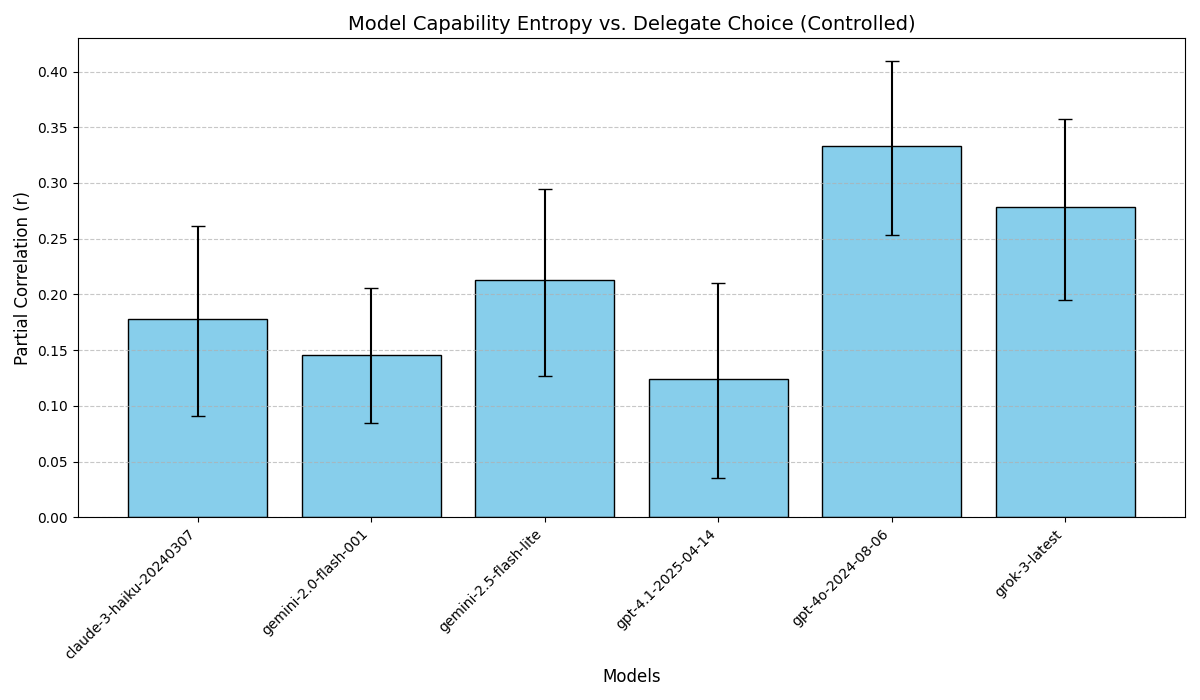 Model Capability Entropy vs. Delegate Choice (Controlled)
Partial Correlation (r)
0.40
0.35
0.30
0.25
0.20
0.15
0.10
0.05
0.00
claude-3-haiku-20240307
gemini-2.0-flash-001
gemini-2.5-flash-lite
gpt-4.1-2025-04-14
gpt-4o-2024-08-06
grok-3-latest
Models